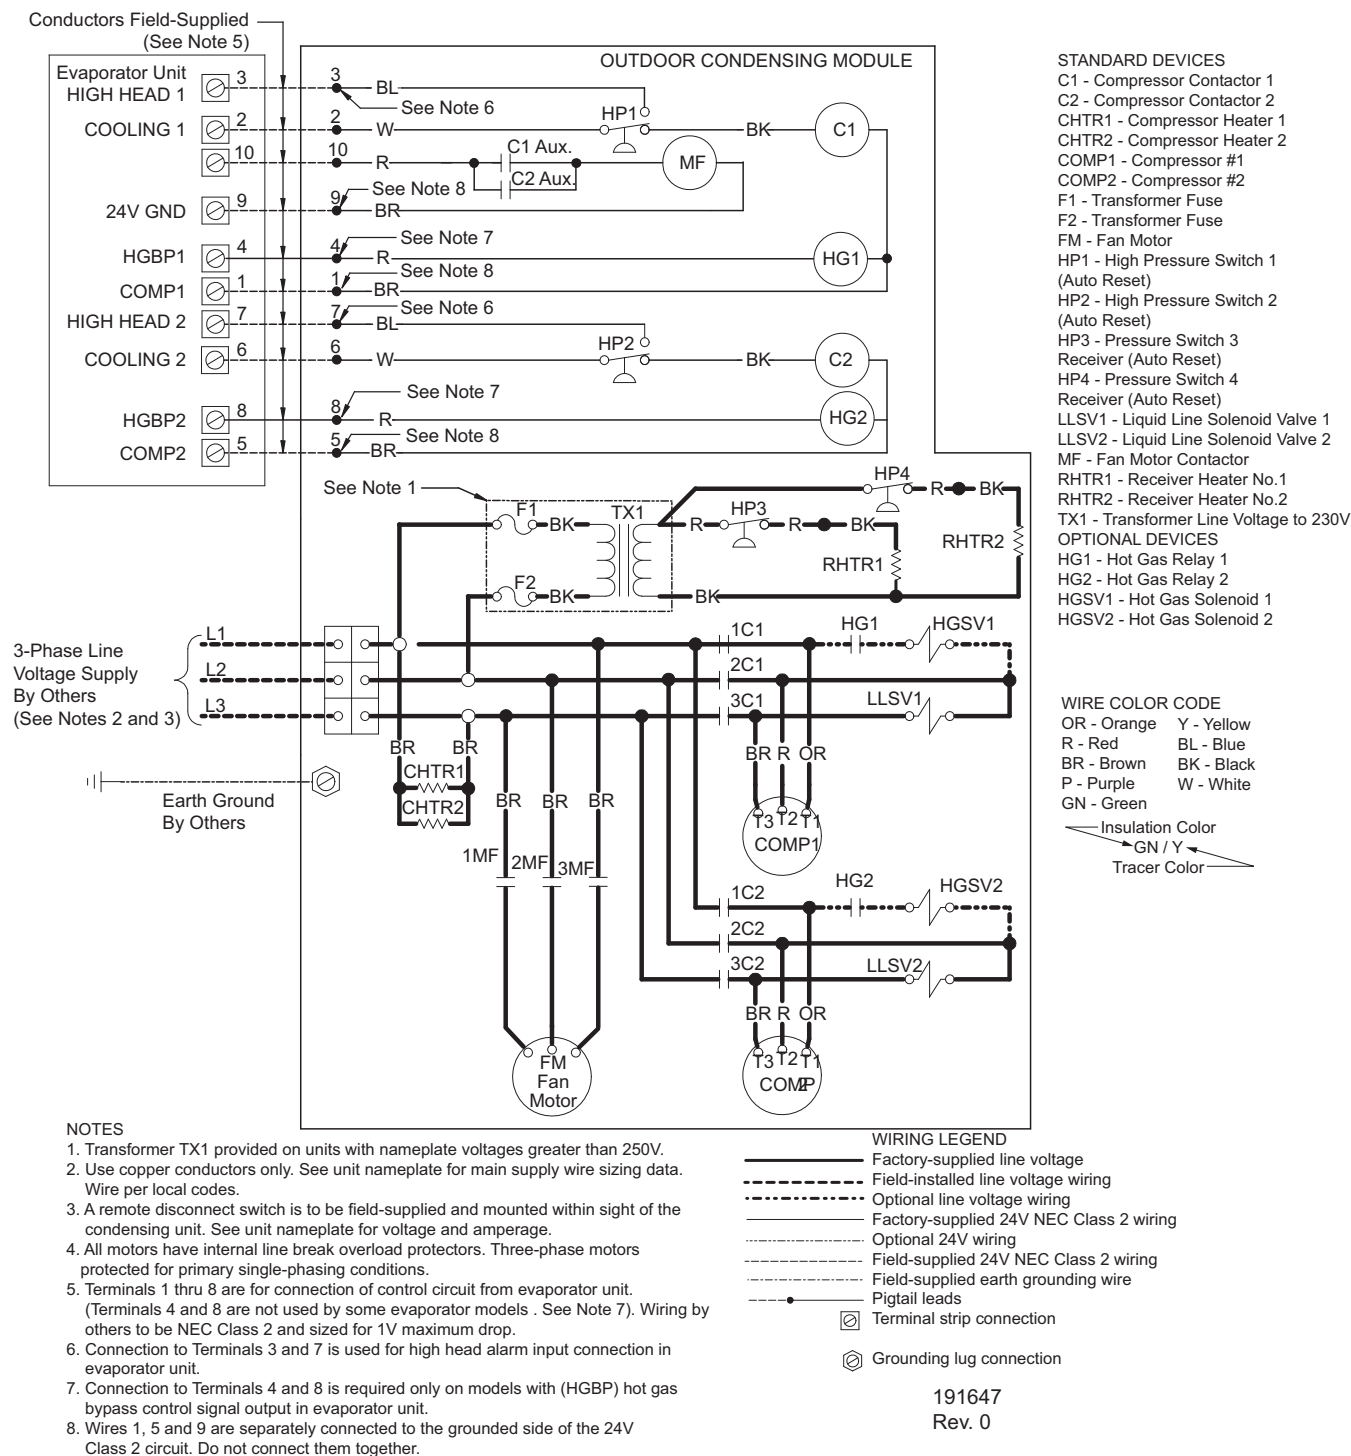 Conductors Field-Supplied
(See Note 5)
OUTDOOR CONDENSING MODULE
Evaporator Unit
HIGH HEAD 1
3
3
BL
See Note 6
HP1
COOLING 1
2
2
W
BK
C1
10
10
R
C1 Aux.
C2 Aux.
MF
24V GND
9
9
BR
See Note 8
HGBP1
4
4
R
See Note 7
HG1
COMP1
1
1
BR
See Note 8
HIGH HEAD 2
7
7
BL
See Note 6
HP2
COOLING 2
6
6
W
BK
C2
HGBP2
8
8
R
See Note 7
HG2
COMP2
5
5
BR
See Note 8
See Note 1
F1
BK
TX1
F2
BK
HP4
R
BK
R
HP3
R
BK
RHTR1
RHTR2
BK
3-Phase Line
Voltage Supply
By Others
(See Notes 2 and 3)
L1
L2
L3
1C1
2C1
3C1
HG1
HGSV1
LLSV1
BR
BR
CHTR1
CHTR2
Earth Ground
By Others
BR
BR
BR
1MF
2MF
3MF
BR
R
OR
T3
T2
T1
COMP1
1C2
2C2
3C2
HG2
HGSV2
LLSV2
BR
R
OR
T3
T2
T1
COMP
2
FM
Fan
Motor
STANDARD DEVICES
C1 - Compressor Contactor 1
C2 - Compressor Contactor 2
CHTR1 - Compressor Heater 1
CHTR2 - Compressor Heater 2
COMP1 - Compressor #1
COMP2 - Compressor #2
F1 - Transformer Fuse
F2 - Transformer Fuse
FM - Fan Motor
HP1 - High Pressure Switch 1
(Auto Reset)
HP2 - High Pressure Switch 2
(Auto Reset)
HP3 - Pressure Switch 3
Receiver (Auto Reset)
HP4 - Pressure Switch 4
Receiver (Auto Reset)
LLSV1 - Liquid Line Solenoid Valve 1
LLSV2 - Liquid Line Solenoid Valve 2
MF - Fan Motor Contactor
RHTR1 - Receiver Heater No.1
RHTR2 - Receiver Heater No.2
TX1 - Transformer Line Voltage to 230V
OPTIONAL DEVICES
HG1 - Hot Gas Relay 1
HG2 - Hot Gas Relay 2
HGSV1 - Hot Gas Solenoid 1
HGSV2 - Hot Gas Solenoid 2
WIRE COLOR CODE
OR - Orange Y - Yellow
R - Red BL - Blue
BR - Brown BK - Black
P - Purple W - White
GN - Green
Insulation Color
GN / Y
Tracer Color
NOTES
1. Transformer TX1 provided on units with nameplate voltages greater than 250V.
2. Use copper conductors only. See unit nameplate for main supply wire sizing data.
Wire per local codes.
3. A remote disconnect switch is to be field-supplied and mounted within sight of the
condensing unit. See unit nameplate for voltage and amperage.
4. All motors have internal line break overload protectors. Three-phase motors
protected for primary single-phasing conditions.
5. Terminals 1 thru 8 are for connection of control circuit from evaporator unit.
(Terminals 4 and 8 are not used by some evaporator models . See Note 7). Wiring by
others to be NEC Class 2 and sized for 1V maximum drop.
6. Connection to Terminals 3 and 7 is used for high head alarm input connection in
evaporator unit.
7. Connection to Terminals 4 and 8 is required only on models with (HGBP) hot gas
bypass control signal output in evaporator unit.
8. Wires 1, 5 and 9 are separately connected to the grounded side of the 24V
Class 2 circuit. Do not connect them together.
WIRING LEGEND
Factory-supplied line voltage
Field-installed line voltage wiring
Optional line voltage wiring
Factory-supplied 24V NEC Class 2 wiring
Optional 24V wiring
Field-supplied 24V NEC Class 2 wiring
Field-supplied earth grounding wire
Pigtail leads
Terminal strip connection
Grounding lug connection
191647
Rev. 0